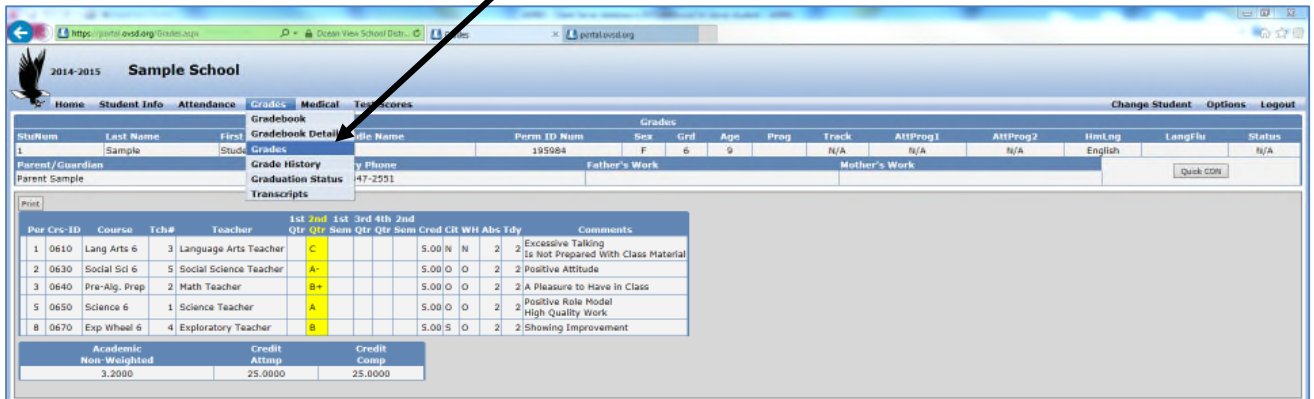 https://portal.ovsd.org/Grades.aspx Ocean View School Distr... portal.ovsd.org
2014-2015 Sample School
Home Student Info Attendance Grades Medical Test Scores Change Student Options Logout
Gradebook
Grades
StuNum Last Name First Gradebook Detail Name Perm ID Num Sex Grd Age Prog Track AttProg1 AttProg2 HmLng LangFlu Status
1 Sample Stude Grades 195984 F 6 9 N/A N/A N/A English N/A
Parent/Guardian Grade History Phone Father's Work Mother's Work
Quick CON
Parent Sample Graduation Status 47-2551
Transcripts
Print
1st 2nd 1st 3rd 4th 2nd
Per Crs-ID Course Tch# Teacher Qtr Qtr Sem Qtr Qtr Sem Cred Cit WH Abs Tdy Comments
1 0610 Lang Arts 6 3 Language Arts Teacher C 5.00 N N 2 2 Excessive Talking
Is Not Prepared With Class Material
2 0630 Social Sci 6 5 Social Science Teacher A- 5.00 O O 2 2 Positive Attitude
3 0640 Pre-Alg. Prep 2 Math Teacher B+ 5.00 O O 2 2 A Pleasure to Have in Class
5 0650 Science 6 1 Science Teacher A 5.00 O O 2 2 Positive Role Model
High Quality Work
8 0670 Exp Wheel 6 4 Exploratory Teacher B 5.00 S O 2 2 Showing Improvement
Academic Credit Credit
Non-Weighted Attmp Comp
3.2000 25.0000 25.0000